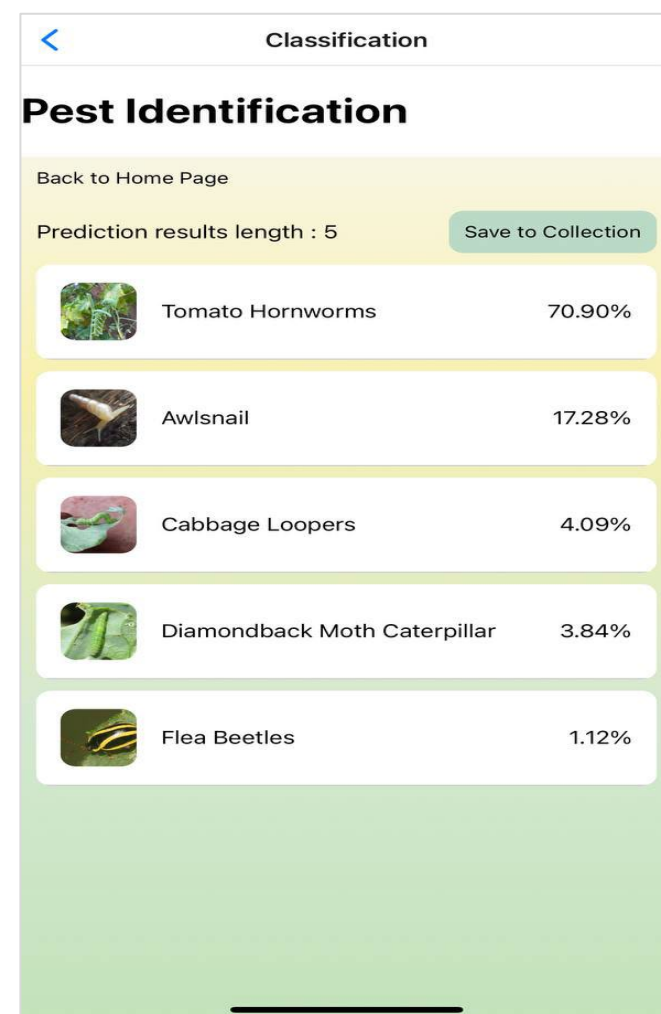 Classification
Pest Identification
Back to Home Page
Prediction results length : 5
Save to Collection
Tomato Hornworms 70.90%
Awlsnail 17.28%
Cabbage Loopers 4.09%
Diamondback Moth Caterpillar 3.84%
Flea Beetles 1.12%